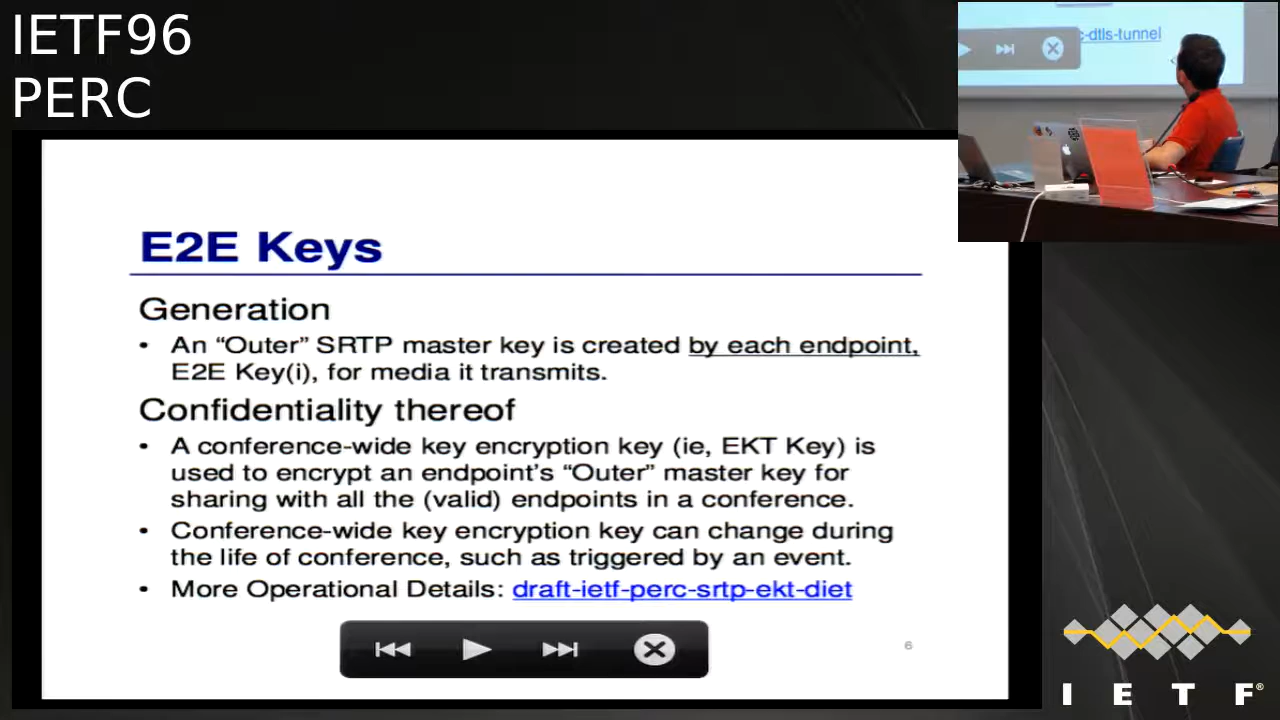 IETF96
PERC
c-dtls-tunnel
E2E Keys
Generation
• An “Outer” SRTP master key is created by each endpoint,
E2E Key(i), for media it transmits.
Confidentiality thereof
• A conference-wide key encryption key (ie, EKT Key) is
used to encrypt an endpoint’s “Outer” master key for
sharing with all the (valid) endpoints in a conference.
• Conference-wide key encryption key can change during
the life of conference, such as triggered by an event.
• More Operational Details: draft-ietf-perc-srtp-ekt-diet
6
I E T F®